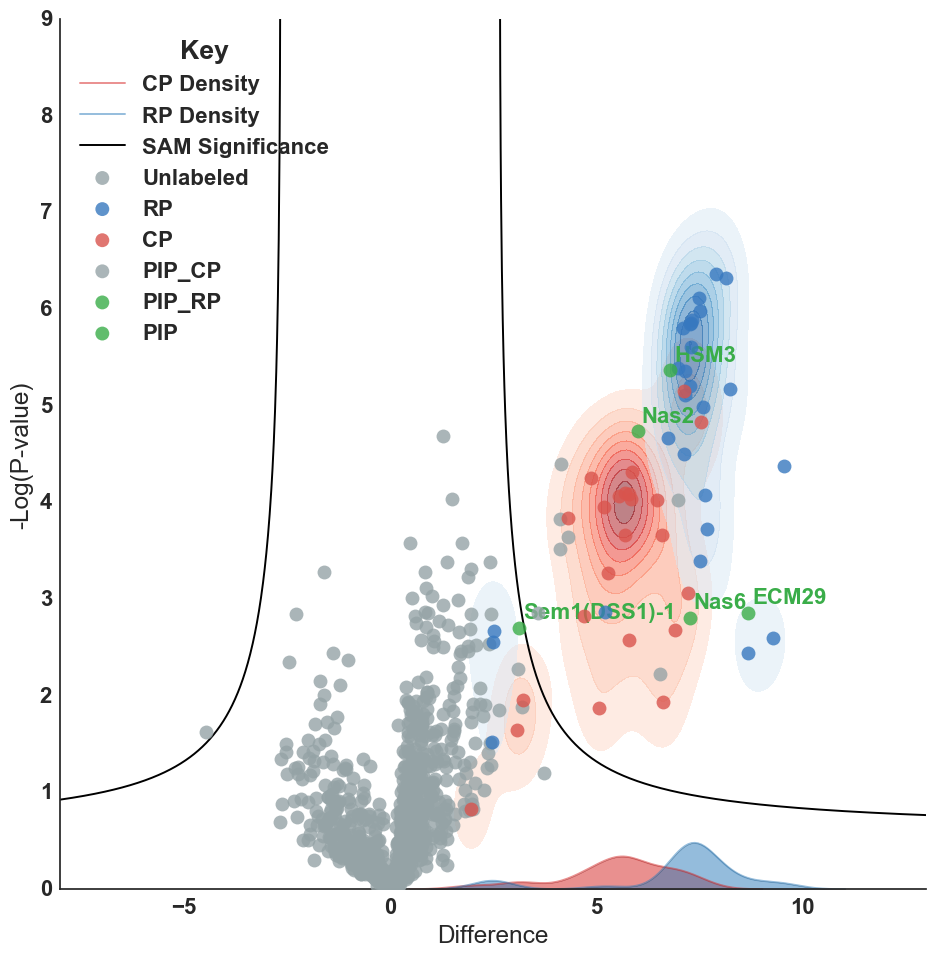 9
8
7
6
5
4
3
2
1
0
-Log(P-value)
Key
CP Density
RP Density
SAM Significance
Unlabeled
RP
CP
PIP_CP
PIP_RP
PIP
HSM3
Nas2
Sem1(DSS1)-1
Nas6
ECM29
−5
0
5
10
Difference